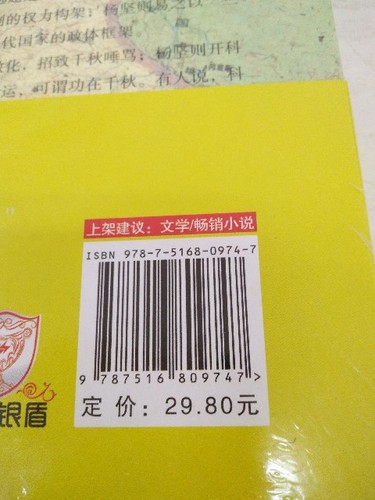 的权力构架；杨坚则易之以
代国家的政体框架
化，招致千秋唾骂；杨坚则开科
运，可谓功在千秋。有人说，科
上架建议：文学/畅销小说
ISBN 978-7-5168-0974-7
9 787516 809747 >
定价：29.80元
银盾